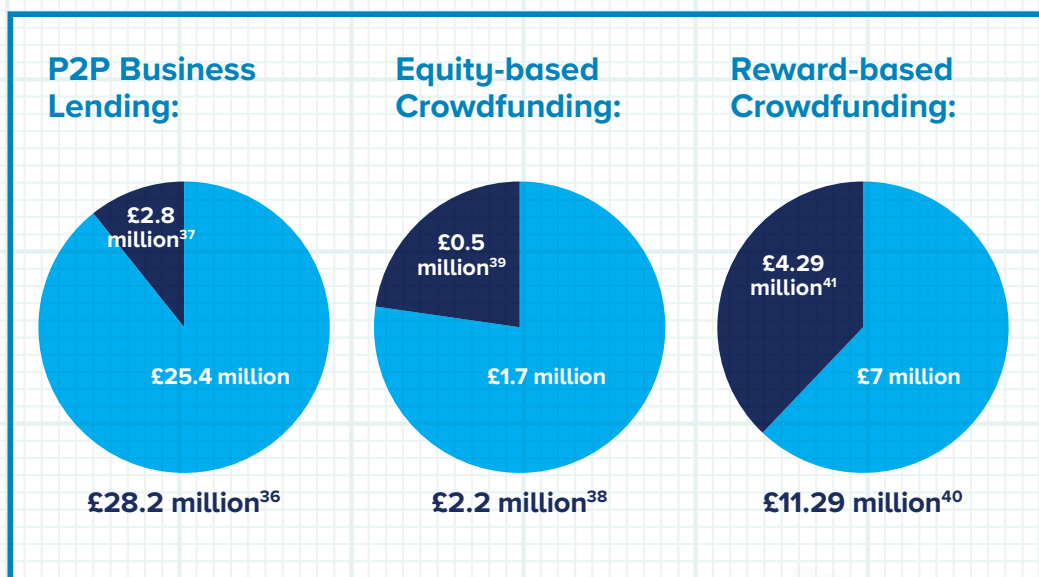 P2P Business
Lending:
£2.8
million³⁷
£25.4 million
£28.2 million³⁶
Equity-based
Crowdfunding:
£0.5
million³⁹
£1.7 million
£2.2 million³⁸
Reward-based
Crowdfunding:
£4.29
million⁴¹
£7 million
£11.29 million⁴⁰